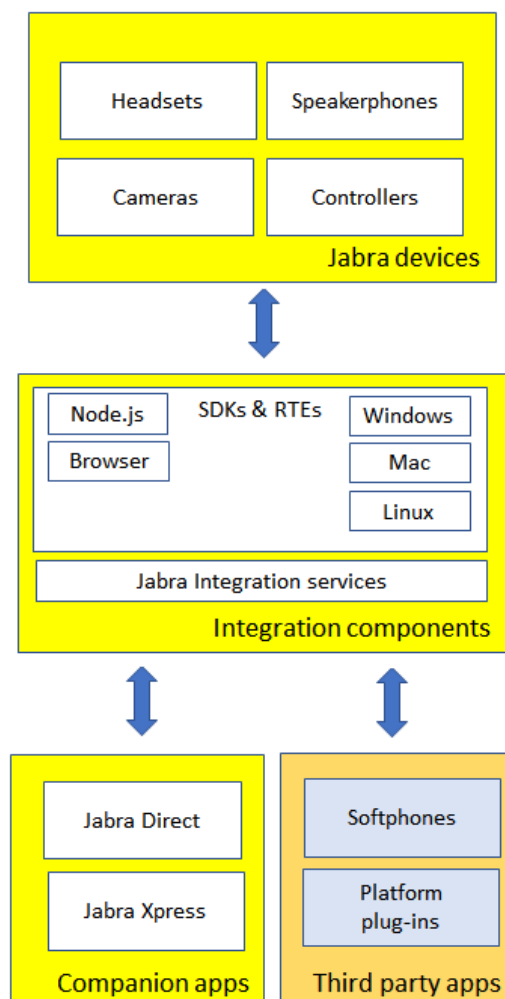 Headsets
Speakerphones
Cameras
Controllers
Jabra devices
Node.js
SDKs & RTEs
Windows
Browser
Mac
Linux
Jabra Integration services
Integration components
Jabra Direct
Jabra Xpress
Companion apps
Softphones
Platform
plug-ins
Third party apps